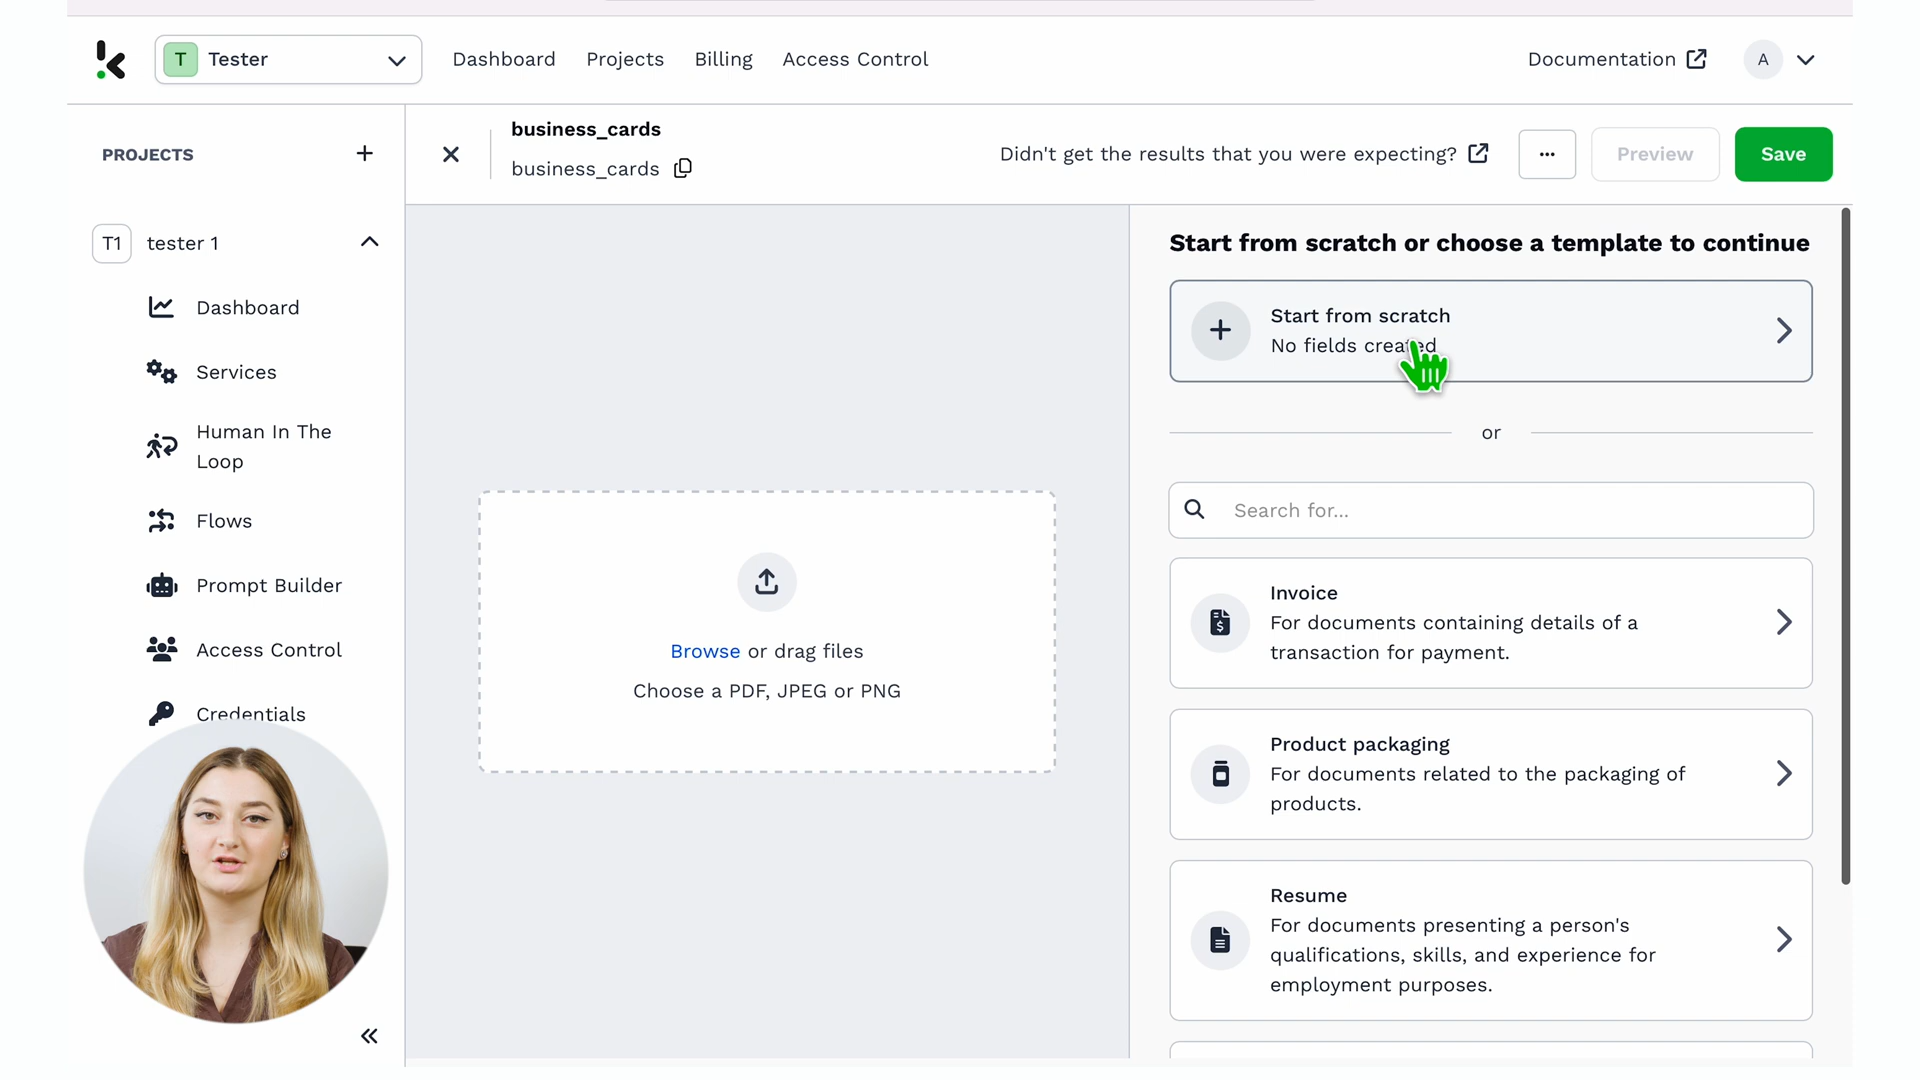 T Tester
Dashboard
Projects
Billing
Access Control
Documentation
A
PROJECTS
T1 tester 1
Dashboard
Services
Human In The
Loop
Flows
Prompt Builder
Access Control
Credentials
business_cards
business_cards
Didn't get the results that you were expecting?
...
Preview
Save
Browse or drag files
Choose a PDF, JPEG or PNG
Start from scratch or choose a template to continue
Start from scratch
No fields created
or
Search for...
Invoice
For documents containing details of a
transaction for payment.
Product packaging
For documents related to the packaging of
products.
Resume
For documents presenting a person's
qualifications, skills, and experience for
employment purposes.